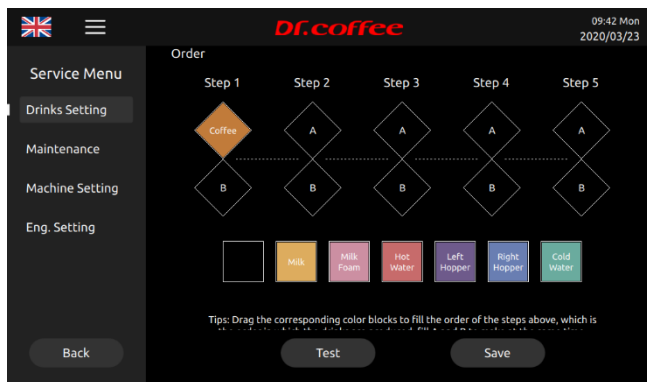 Dr.coffee
09:42 Mon
2020/03/23
Service Menu
Drinks Setting
Maintenance
Machine Setting
Eng. Setting
Back
Order
Step 1 Step 2 Step 3 Step 4 Step 5
Coffee A A A A
B B B B B
Milk Milk Foam Hot Water Left Hopper Right Hopper Cold Water
Tips: Drag the corresponding color blocks to fill the order of the steps above, which is
Test Save